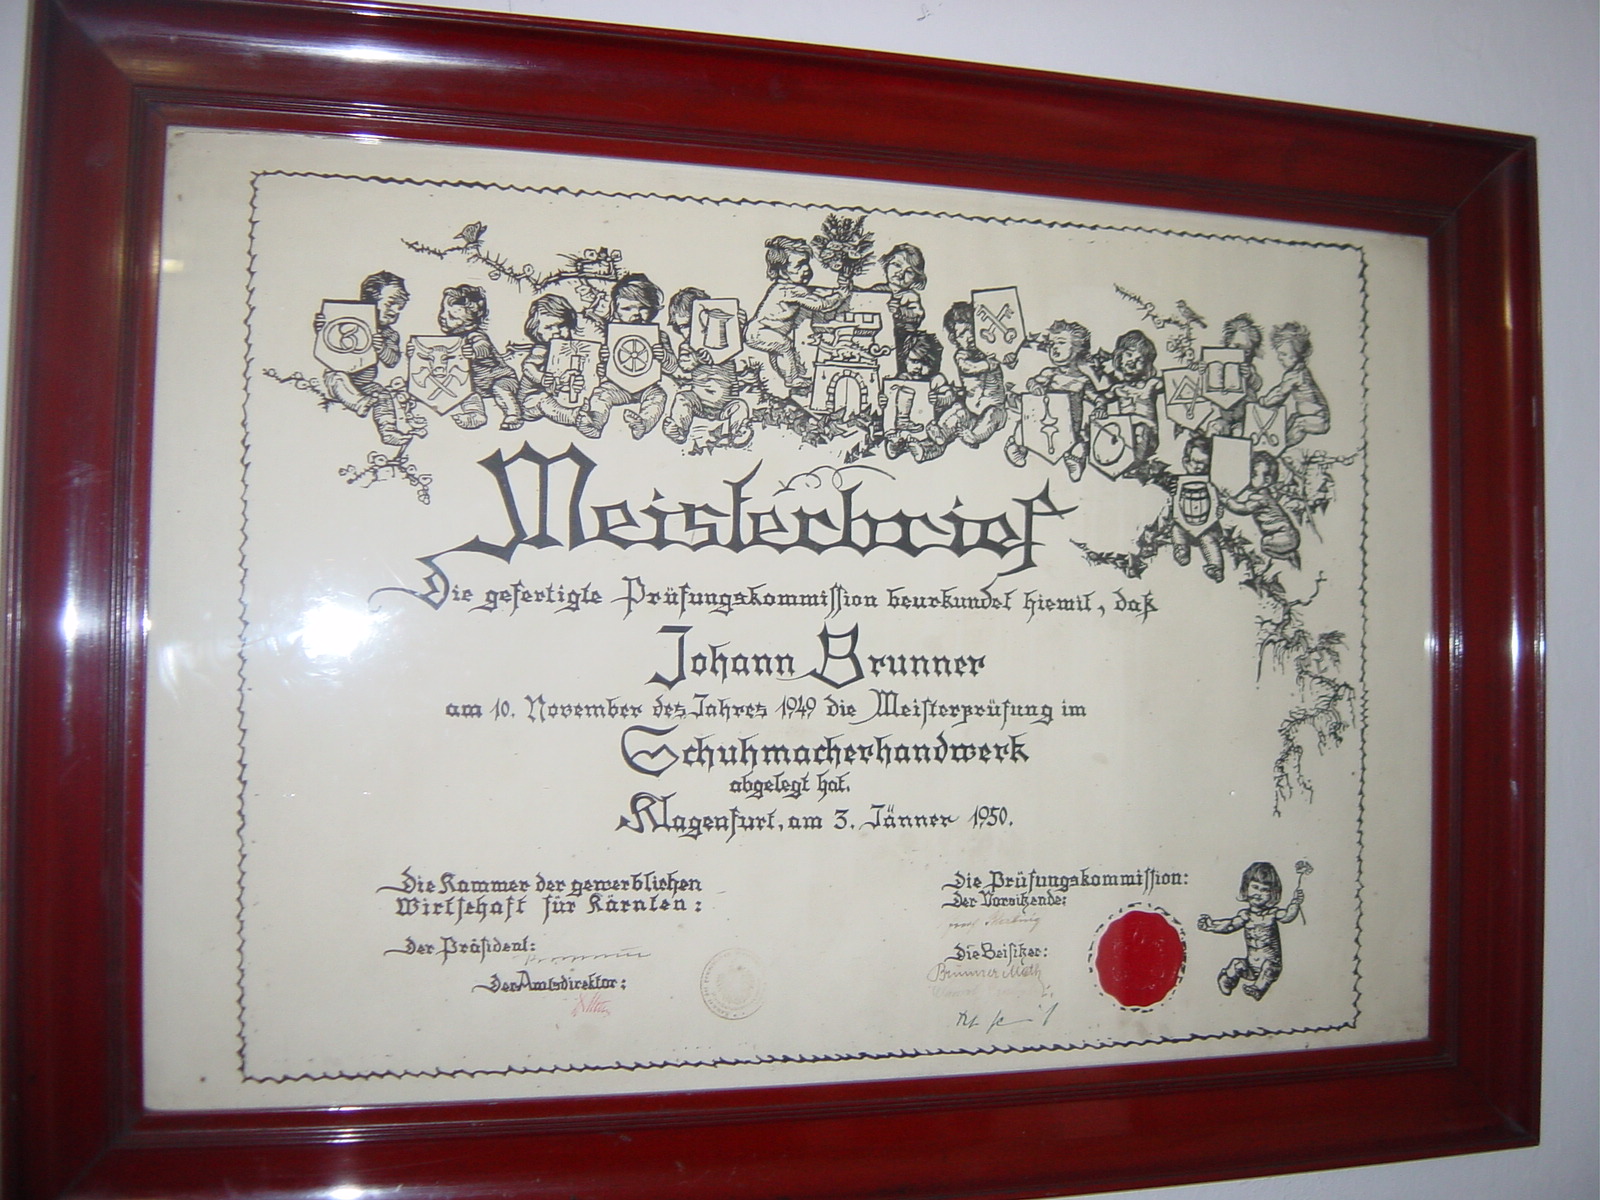 Meisterbrief
Die gefertigte Prüfungskommission beurkundet hiemit, daß
Johann Brunner
am 10. November des Jahres 1949 die Meisterprüfung im
Schuhmacherhandwerk
abgelegt hat.
Klagenfurt, am 3. Jänner 1950.
Die Kammer der gewerblichen
Wirtschaft für Kärnten:
Der Präsident:
Der Amtsdirektor:
Die Prüfungskommission:
Der Vorsitzende:
Die Beisitzer:
Brunner Math